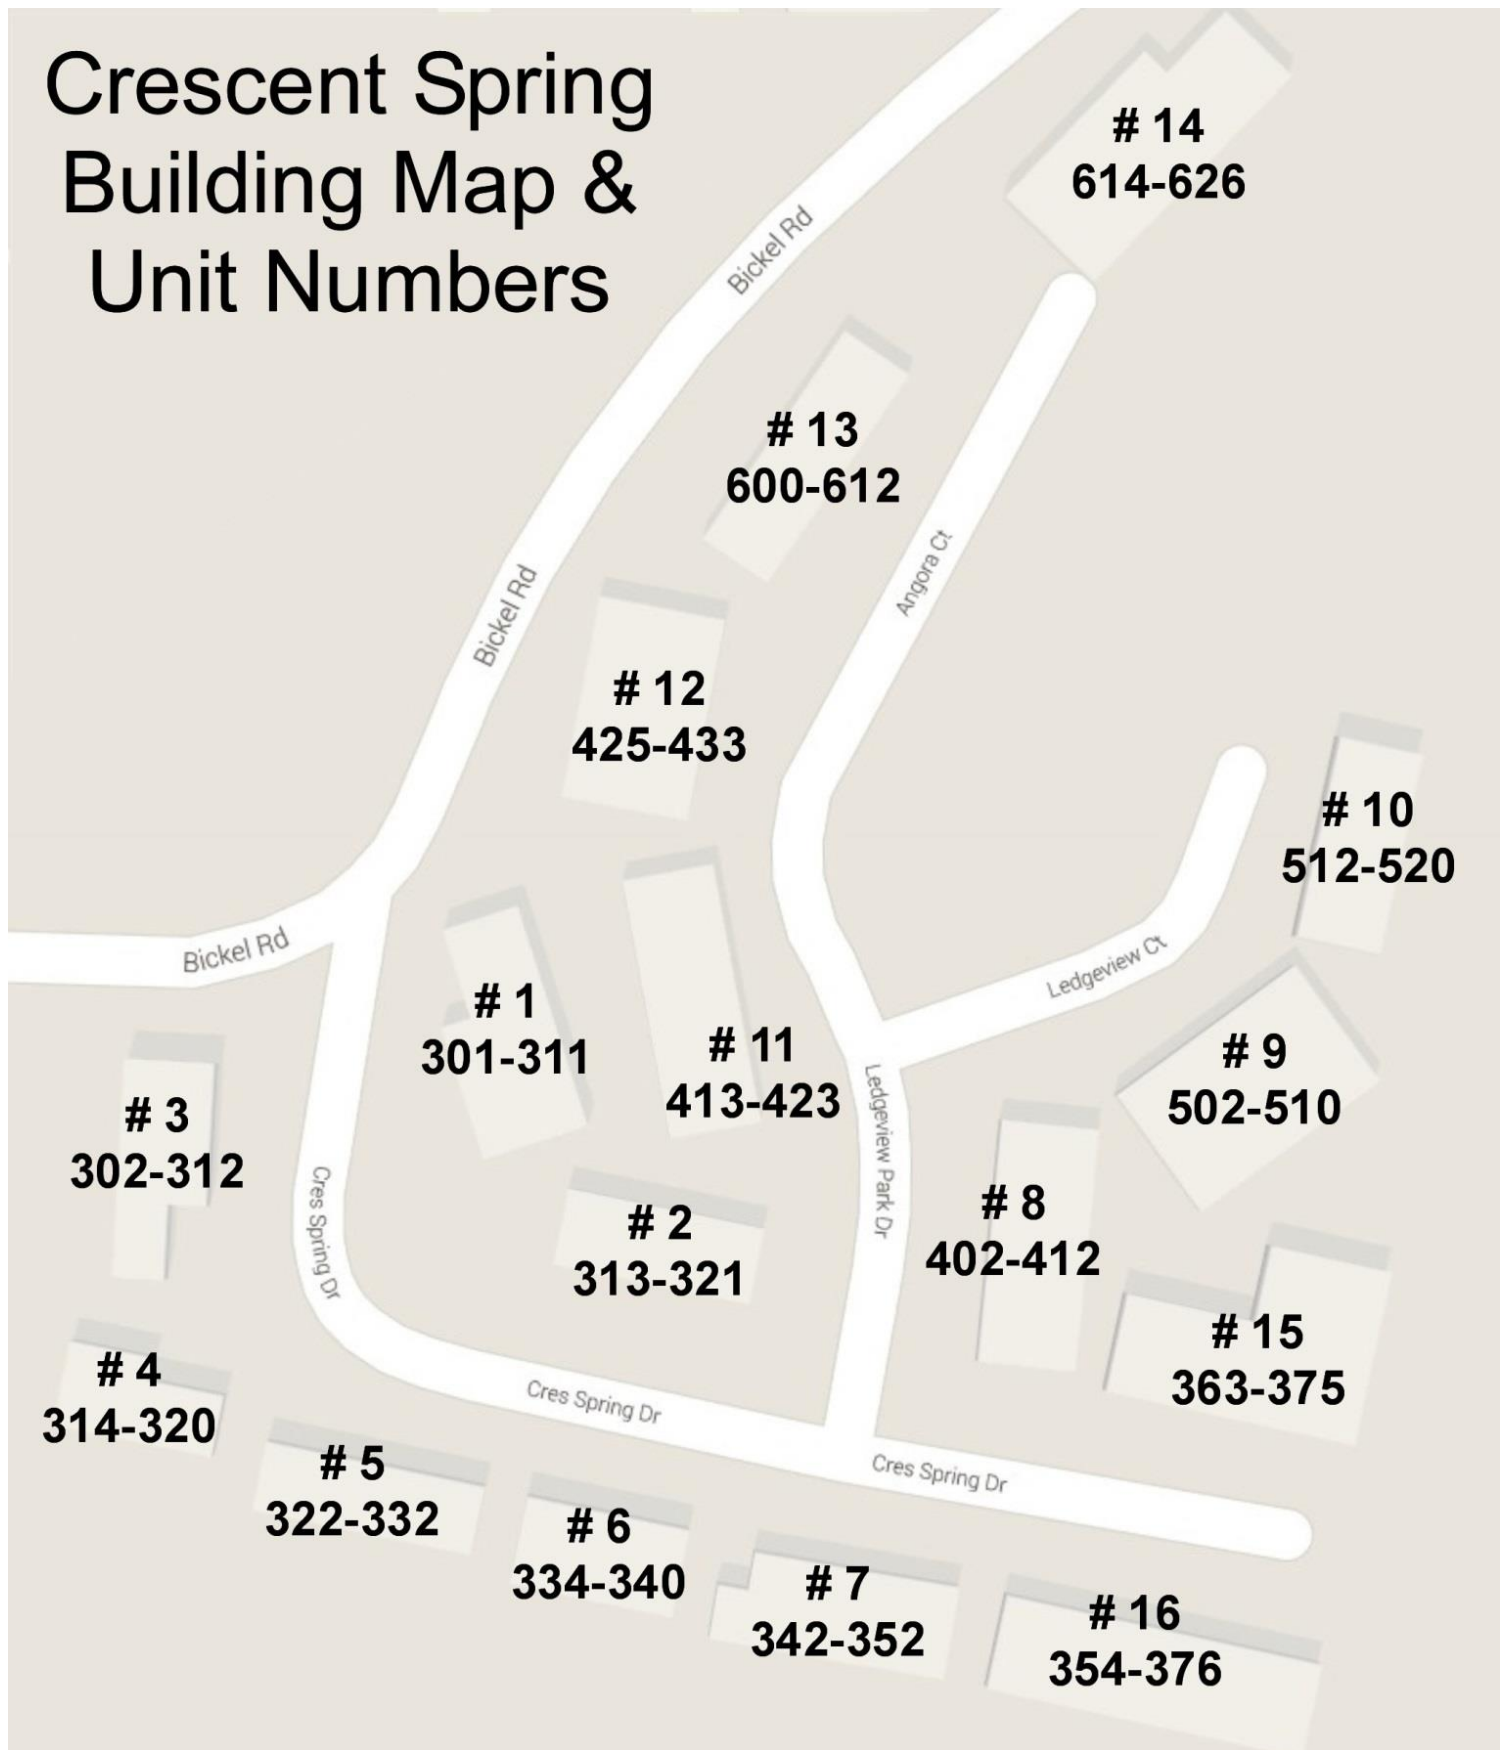 Crescent Spring
Building Map &
Unit Numbers
# 14
614-626
Bickel Rd
# 13
600-612
Angora Ct
Bickel Rd
# 12
425-433
# 10
512-520
Bickel Rd
Ledgeview Ct
# 1
301-311
# 11
413-423
# 9
502-510
# 3
302-312
Ledgeview Park Dr
Cres Spring Dr
# 2
313-321
# 8
402-412
# 15
363-375
# 4
314-320
Cres Spring Dr
Cres Spring Dr
# 5
322-332
# 6
334-340
# 7
342-352
# 16
354-376